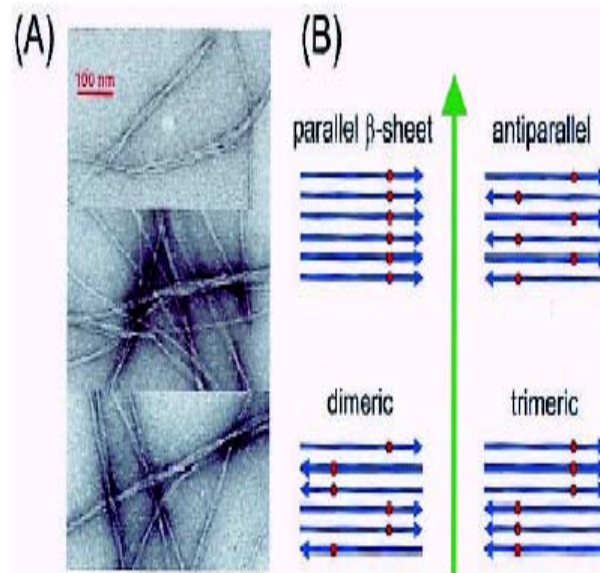 (A)
(B)
100 nm
parallel β-sheet
antiparallel
dimeric
trimeric